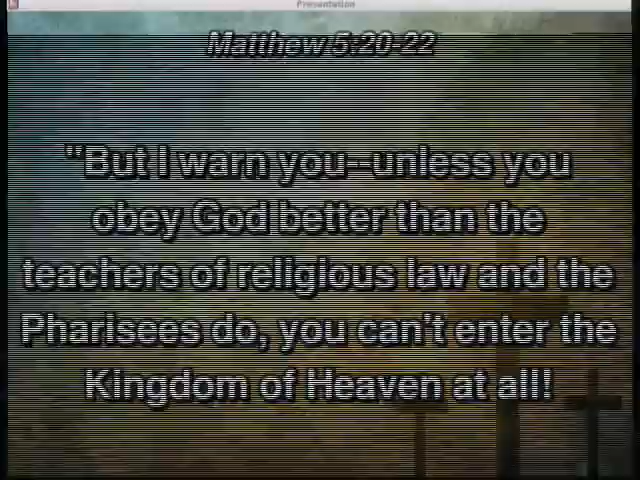 Presentation
Matthew 5:20-22
"But I warn you--unless you
obey God better than the
teachers of religious law and the
Pharisees do, you can't enter the
Kingdom of Heaven at all!